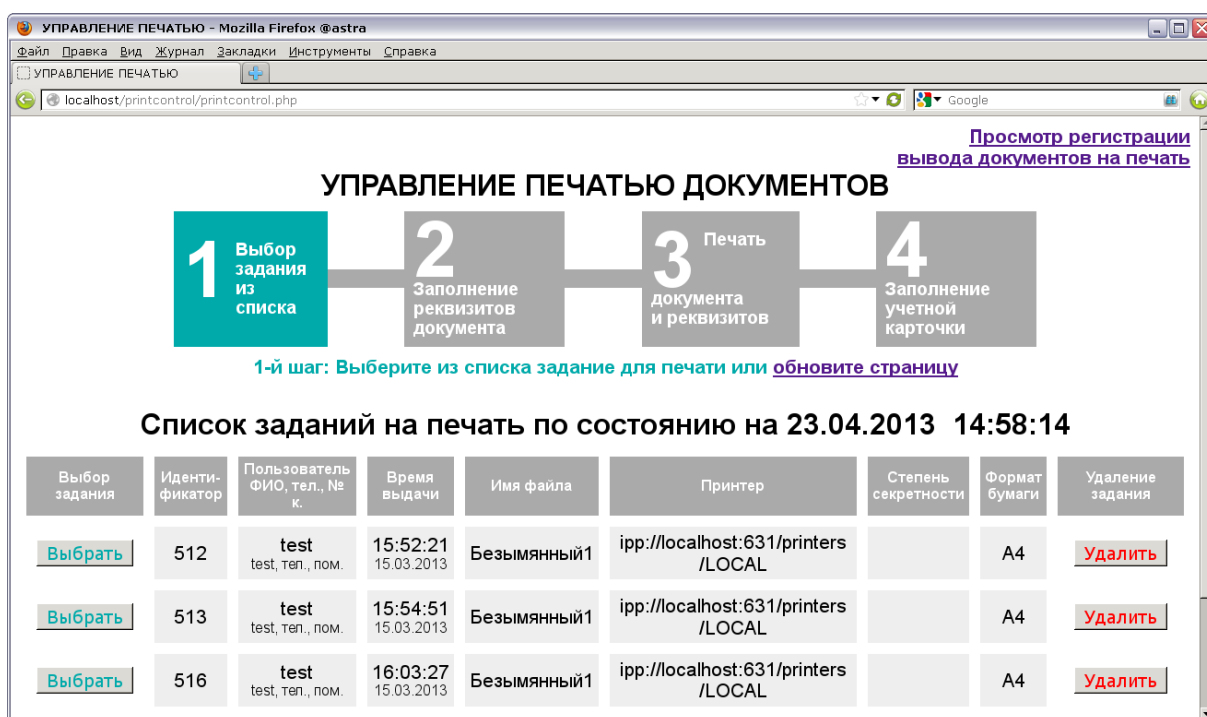 УПРАВЛЕНИЕ ПЕЧАТЬЮ - Mozilla Firefox @astra
Файл Правка Вид Журнал Закладки Инструменты Справка
УПРАВЛЕНИЕ ПЕЧАТЬЮ
localhost/printcontrol/printcontrol.php
Google
Просмотр регистрации
вывода документов на печать
УПРАВЛЕНИЕ ПЕЧАТЬЮ ДОКУМЕНТОВ
1 Выбор
задания
из
списка
2
Заполнение
реквизитов
документа
3 Печать
документа
и реквизитов
4
Заполнение
учетной
карточки
1-й шаг: Выберите из списка задание для печати или обновите страницу
Список заданий на печать по состоянию на 23.04.2013 14:58:14
Выбор
задания
Иденти-
фикатор
Пользователь
ФИО, тел., №
к.
Время
выдачи
Имя файла
Принтер
Степень
секретности
Формат
бумаги
Удаление
задания
Выбрать
512
test
test, тел., пом.
15:52:21
15.03.2013
Безымянный1
ipp://localhost:631/printers
/LOCAL
A4
Удалить
Выбрать
513
test
test, тел., пом.
15:54:51
15.03.2013
Безымянный1
ipp://localhost:631/printers
/LOCAL
A4
Удалить
Выбрать
516
test
test, тел., пом.
16:03:27
15.03.2013
Безымянный1
ipp://localhost:631/printers
/LOCAL
A4
Удалить